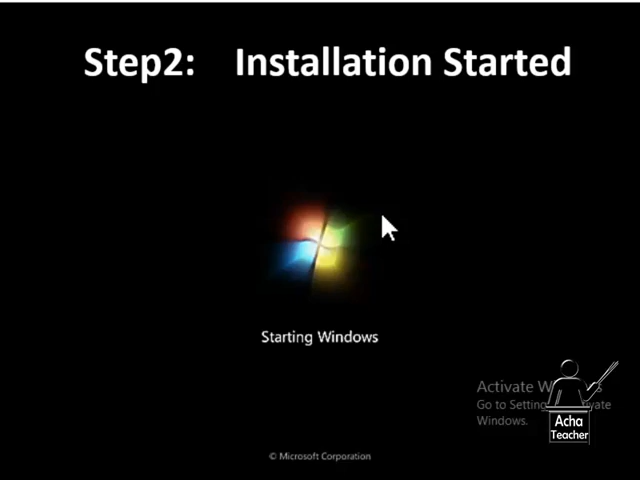 Step2: Installation Started
Starting Windows
Activate W
Go to Setting
Windows.
Acha
Teacher
© Microsoft Corporation